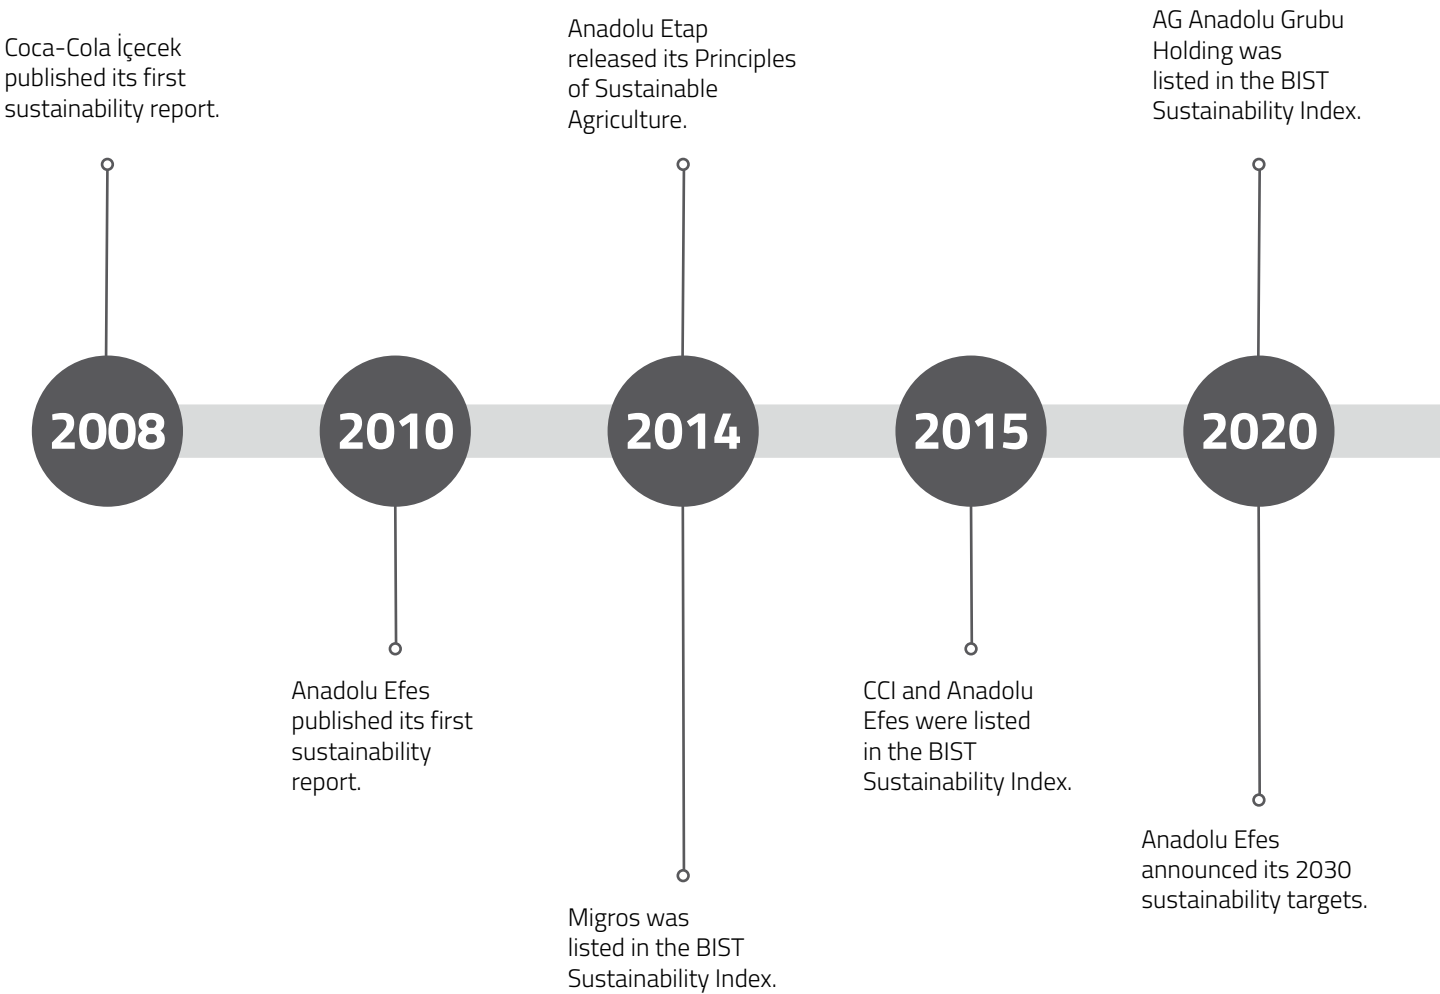 Coca-Cola İçecek
published its first
sustainability report.
Anadolu Etap
released its Principles
of Sustainable
Agriculture.
AG Anadolu Grubu
Holding was
listed in the BIST
Sustainability Index.
2008
2010
2014
2015
2020
Anadolu Efes
published its first
sustainability
report.
CCI and Anadolu
Efes were listed
in the BIST
Sustainability Index.
Migros was
listed in the BIST
Sustainability Index.
Anadolu Efes
announced its 2030
sustainability targets.